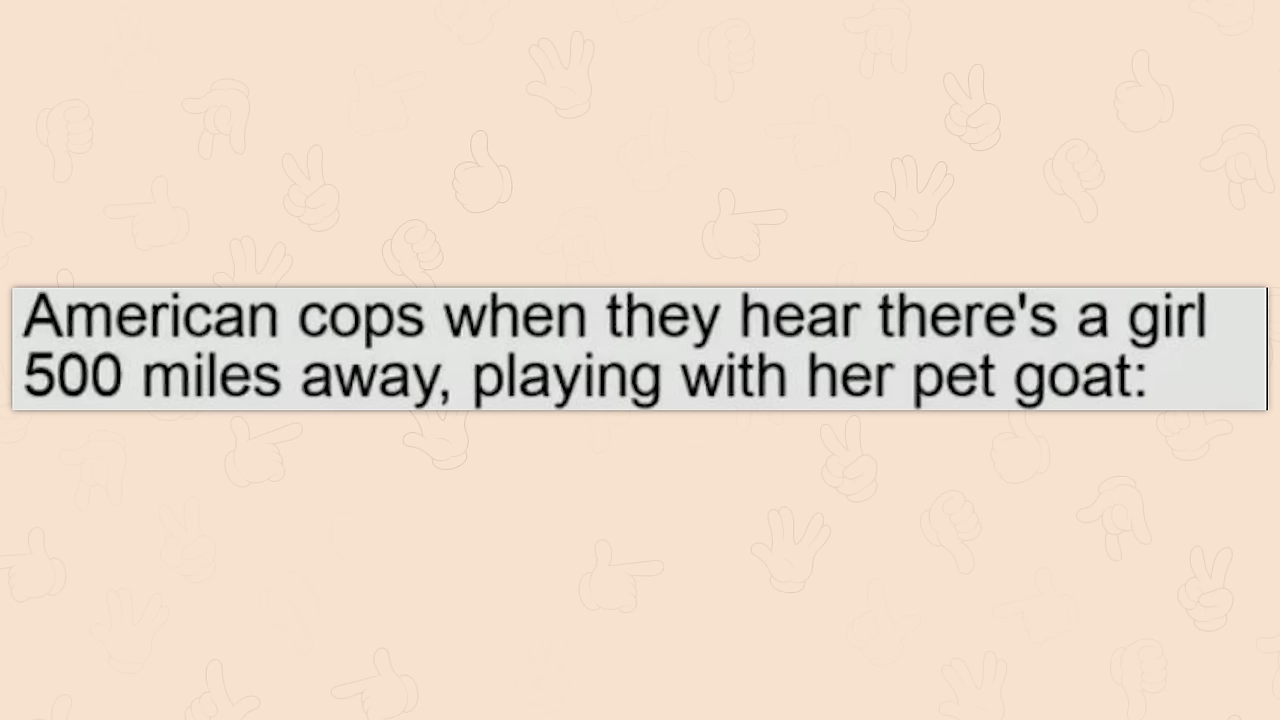 American cops when they hear there's a girl
500 miles away, playing with her pet goat: